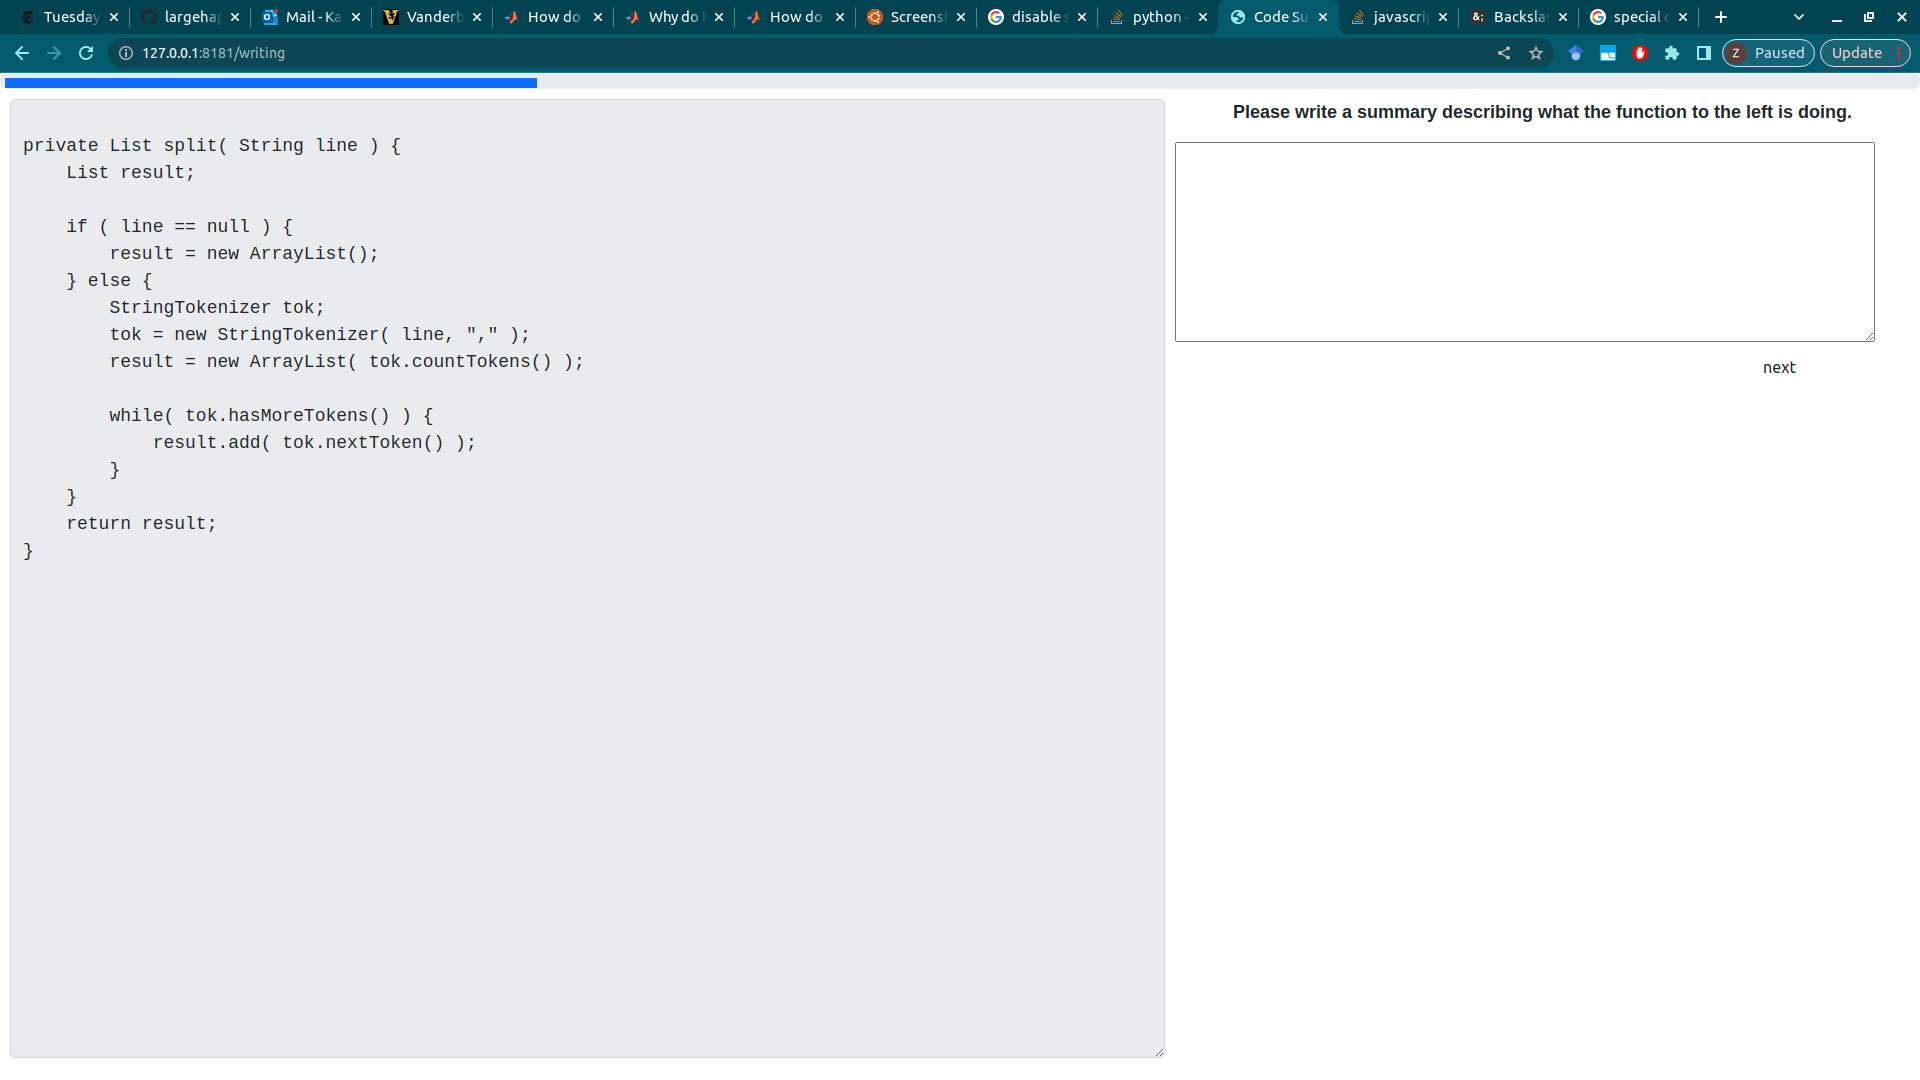 Tuesday
largehap
Mail - Ka
Vanderb
How do
Why do
How do
Screensh
disable s
python -
Code Su
javascrip
Backslas
special c
127.0.0.1:8181/writing
Z Paused
Update
private List split( String line ) {
    List result;
    if ( line == null ) {
        result = new ArrayList();
    } else {
        StringTokenizer tok;
        tok = new StringTokenizer( line, "," );
        result = new ArrayList( tok.countTokens() );
        while( tok.hasMoreTokens() ) {
            result.add( tok.nextToken() );
        }
    }
    return result;
}
Please write a summary describing what the function to the left is doing.
next